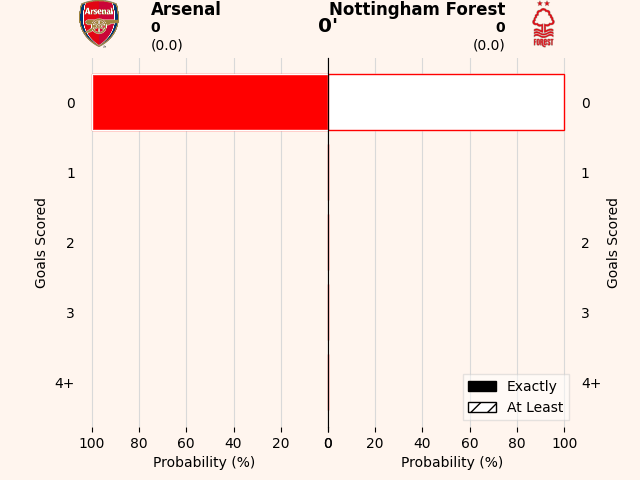 Arsenal
0
(0.0)
0'
Nottingham Forest
0
(0.0)
Arsenal
FOREST
0
1
2
3
4+
Goals Scored
0
1
2
3
4+
Goals Scored
Exactly
At Least
100 80 60 40 20 0
0 20 40 60 80 100
Probability (%)
Probability (%)